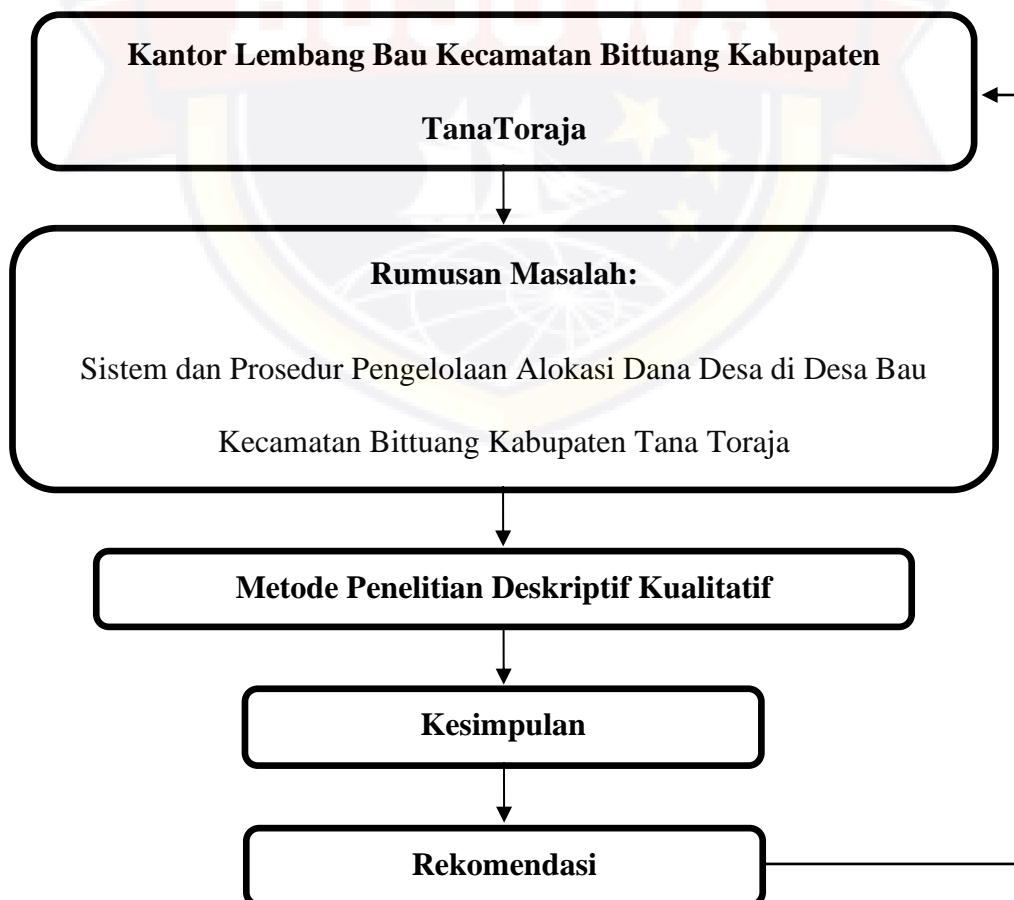 Kantor Lembang Bau Kecamatan Bittuang Kabupaten
TanaToraja
Rumusan Masalah:
Sistem dan Prosedur Pengelolaan Alokasi Dana Desa di Desa Bau
Kecamatan Bittuang Kabupaten Tana Toraja
Metode Penelitian Deskriptif Kualitatif
Kesimpulan
Rekomendasi